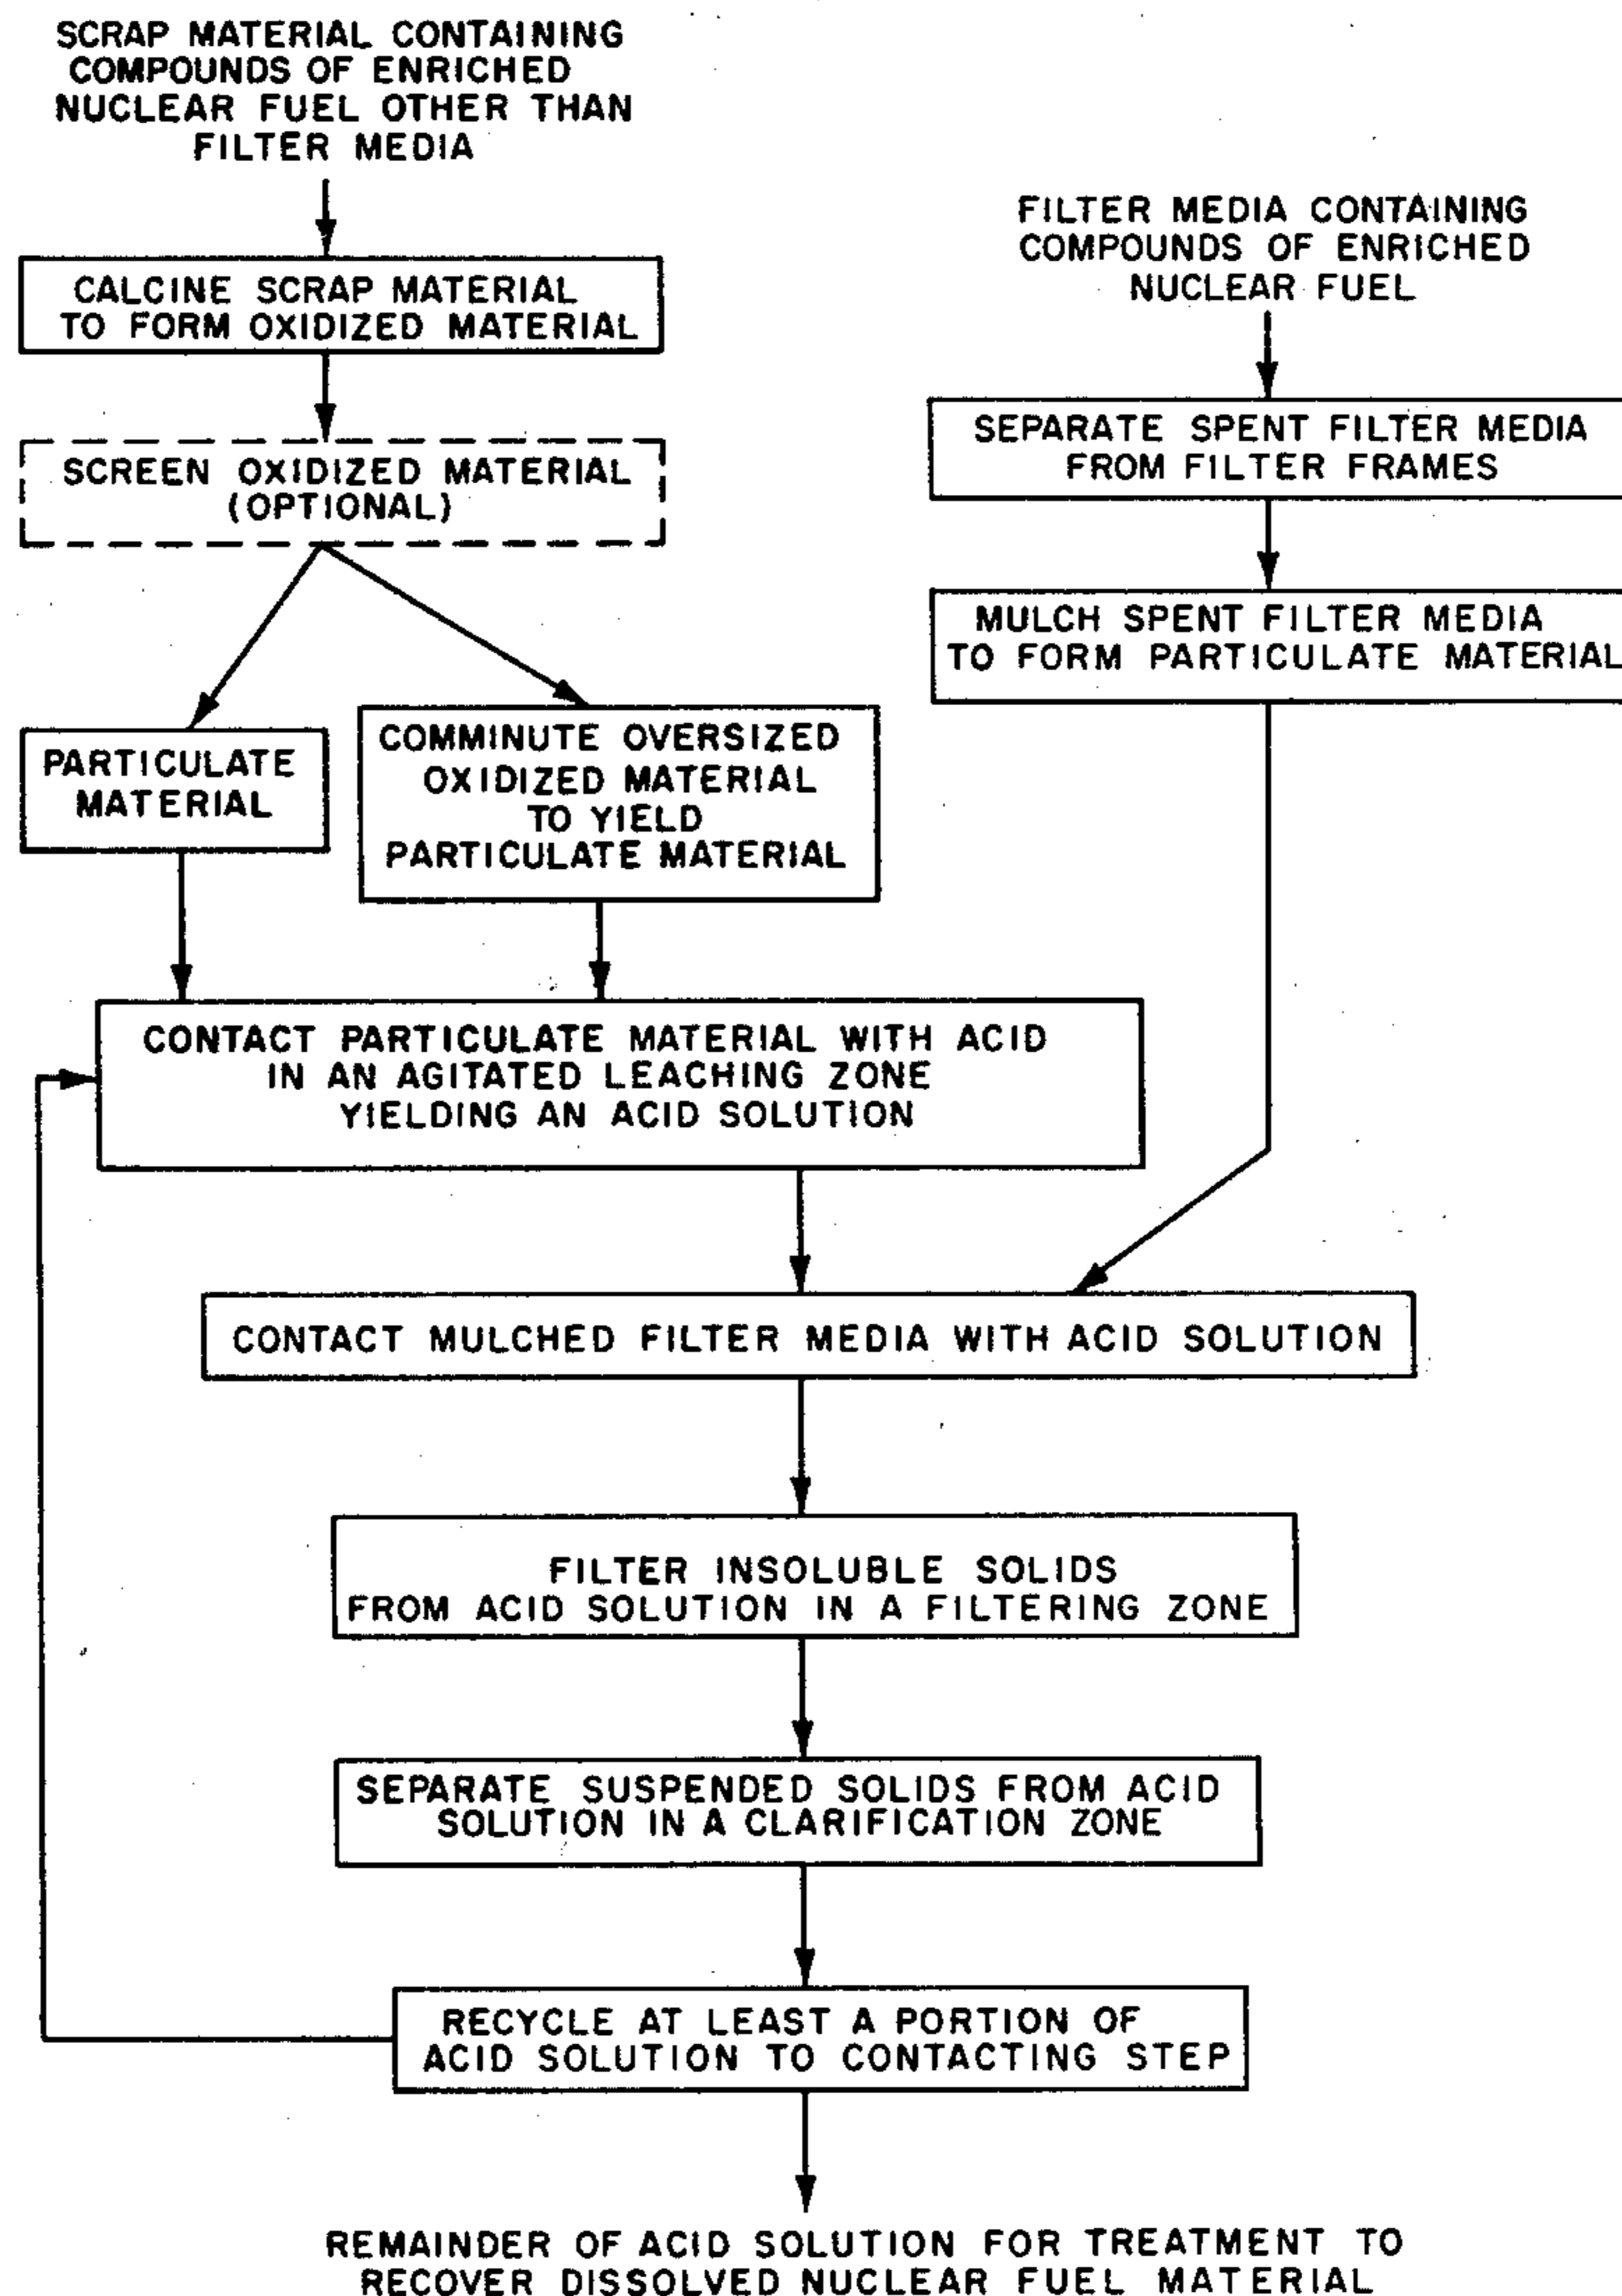 SCRAP MATERIAL CONTAINING
COMPOUNDS OF ENRICHED
NUCLEAR FUEL OTHER THAN
FILTER MEDIA
CALCINE SCRAP MATERIAL
TO FORM OXIDIZED MATERIAL
SCREEN OXIDIZED MATERIAL
(OPTIONAL)
PARTICULATE
MATERIAL
COMMINUTE OVERSIZED
OXIDIZED MATERIAL
TO YIELD
PARTICULATE MATERIAL
FILTER MEDIA CONTAINING
COMPOUNDS OF ENRICHED
NUCLEAR FUEL
SEPARATE SPENT FILTER MEDIA
FROM FILTER FRAMES
MULCH SPENT FILTER MEDIA
TO FORM PARTICULATE MATERIAL
CONTACT PARTICULATE MATERIAL WITH ACID
IN AN AGITATED LEACHING ZONE
YIELDING AN ACID SOLUTION
CONTACT MULCHED FILTER MEDIA WITH ACID SOLUTION
FILTER INSOLUBLE SOLIDS
FROM ACID SOLUTION IN A FILTERING ZONE
SEPARATE SUSPENDED SOLIDS FROM ACID
SOLUTION IN A CLARIFICATION ZONE
RECYCLE AT LEAST A PORTION OF
ACID SOLUTION TO CONTACTING STEP
REMAINDER OF ACID SOLUTION FOR TREATMENT TO
RECOVER DISSOLVED NUCLEAR FUEL MATERIAL